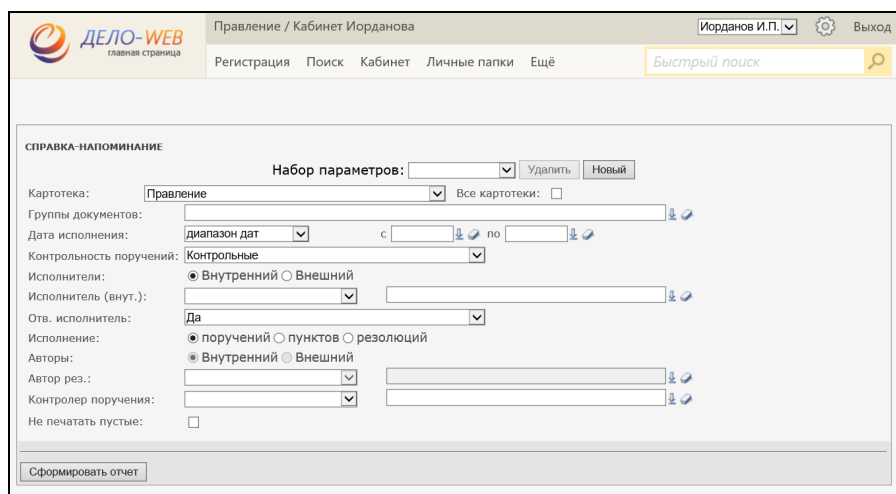 ДЕЛО-WEB
главная страница
Правление / Кабинет Иорданова
Иорданов И.П.
Выход
Регистрация Поиск Кабинет Личные папки Ещё
Быстрый поиск
СПРАВКА-НАПОМИНАНИЕ
Набор параметров: Удалить Новый
Картотека: Правление Все картотеки:
Группы документов:
Дата исполнения: диапазон дат с по
Контрольность поручений: Контрольные
Исполнители: Внутренний Внешний
Исполнитель (внут.):
Отв. исполнитель: Да
Исполнение: поручений пунктов резолюций
Авторы: Внутренний Внешний
Автор рез.:
Контролер поручения:
Не печатать пустые:
Сформировать отчет